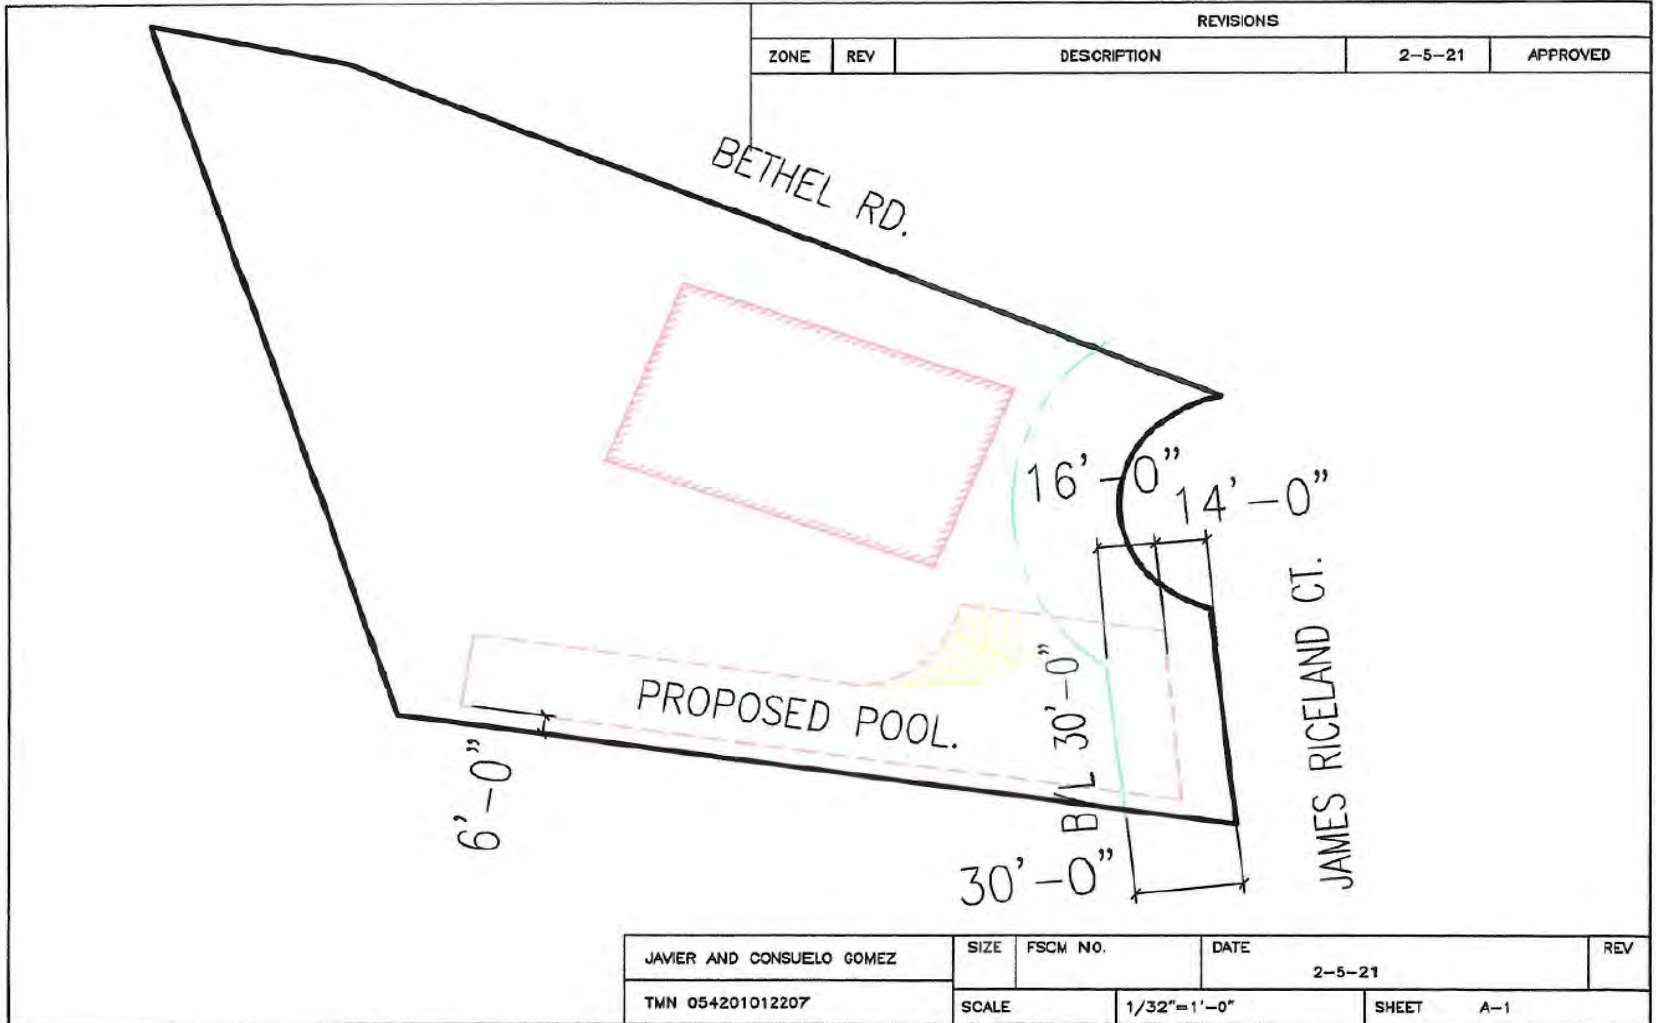 REVISIONS
ZONE REV DESCRIPTION 2-5-21 APPROVED
BETHEL RD.
16'-0"
14'-0"
JAMES RICELAND CT.
B/L 30'-0"
PROPOSED POOL.
6'-0"
30'-0"
JAVIER AND CONSUELO GOMEZ
TMN 054201012207
SIZE FSCM NO. DATE REV
2-5-21
SCALE 1/32"=1'-0" SHEET A-1